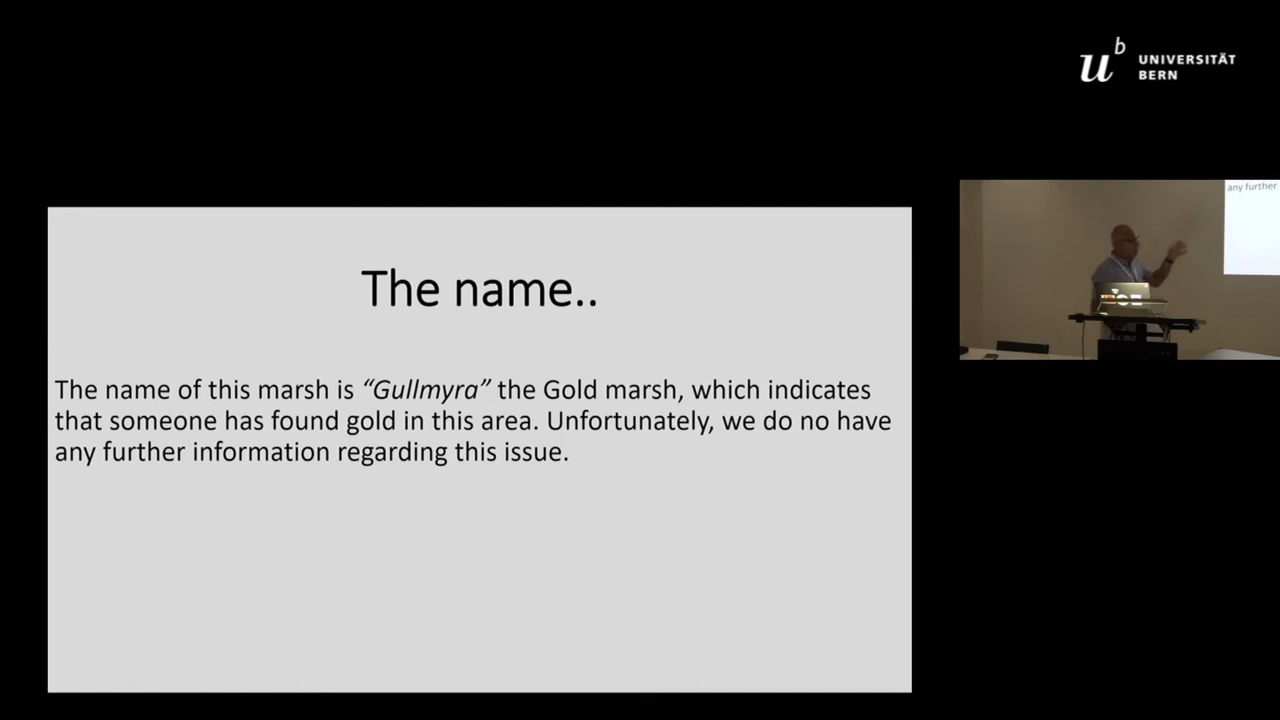 u^b
UNIVERSITÄT
BERN
any further
The name..
The name of this marsh is “Gullmyra” the Gold marsh, which indicates
that someone has found gold in this area. Unfortunately, we do no have
any further information regarding this issue.